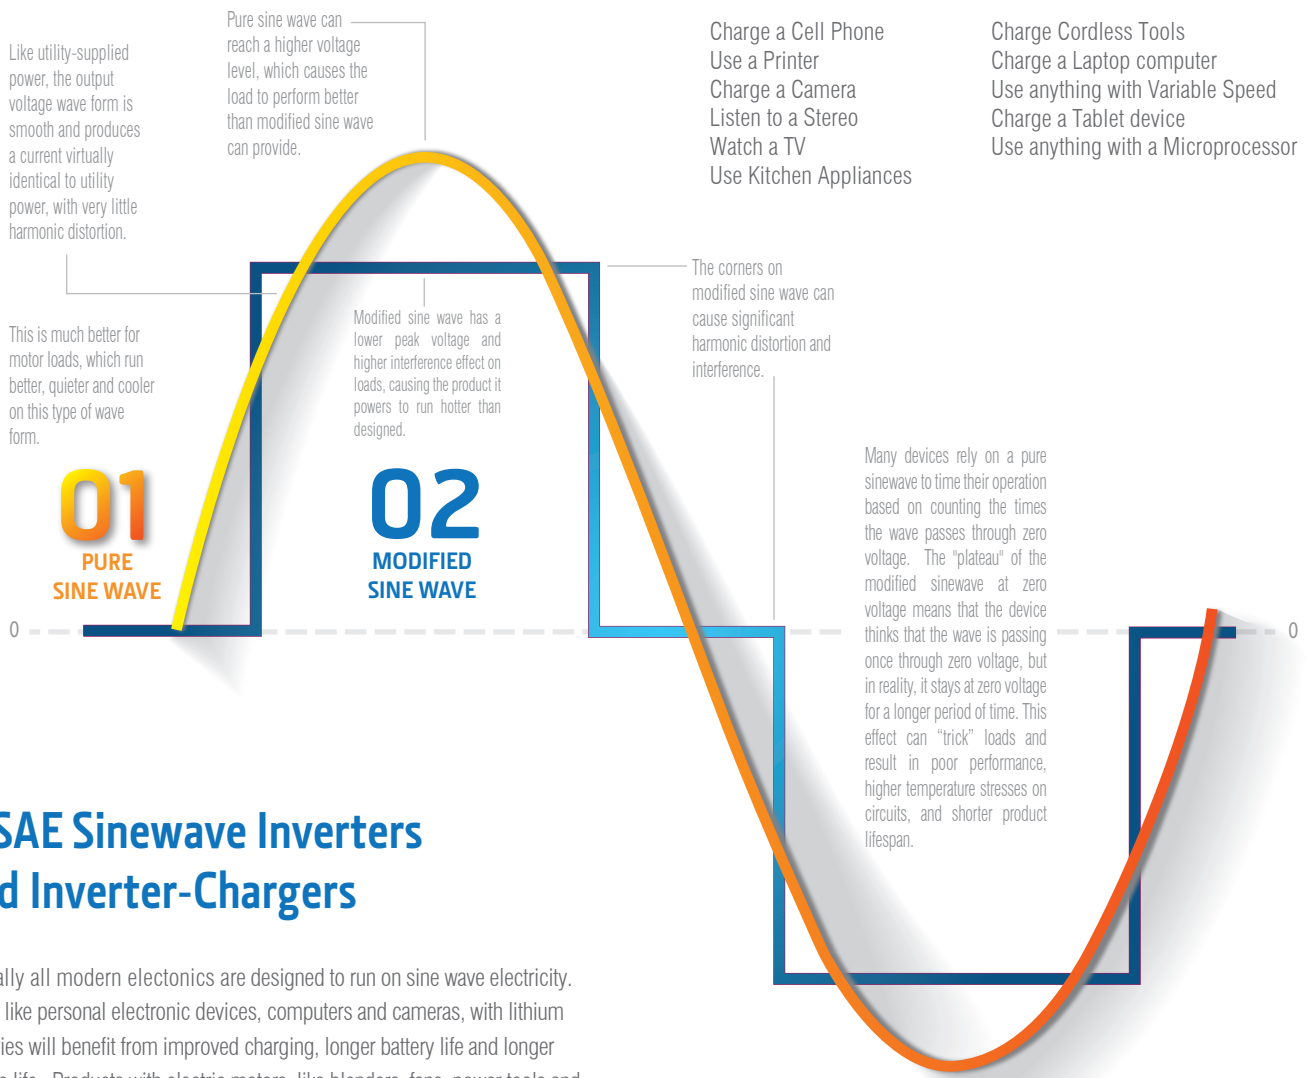 Like utility-supplied
power, the output
voltage wave form is
smooth and produces
a current virtually
identical to utility
power, with very little
harmonic distortion.
This is much better for
motor loads, which run
better, quieter and cooler
on this type of wave
form.
Pure sine wave can
reach a higher voltage
level, which causes the
load to perform better
than modified sine wave
can provide.
Charge a Cell Phone
Use a Printer
Charge a Camera
Listen to a Stereo
Watch a TV
Use Kitchen Appliances
Charge Cordless Tools
Charge a Laptop computer
Use anything with Variable Speed
Charge a Tablet device
Use anything with a Microprocessor
Modified sine wave has a
lower peak voltage and
higher interference effect on
loads, causing the product it
powers to run hotter than
designed.
The corners on
modified sine wave can
cause significant
harmonic distortion and
interference.
01
PURE
SINE WAVE
02
MODIFIED
SINE WAVE
Many devices rely on a pure
sinewave to time their operation
based on counting the times
the wave passes through zero
voltage. The "plateau" of the
modified sinewave at zero
voltage means that the device
thinks that the wave is passing
once through zero voltage, but
in reality, it stays at zero voltage
for a longer period of time. This
effect can “trick” loads and
result in poor performance,
higher temperature stresses on
circuits, and shorter product
lifespan.
0
0
SAE Sinewave Inverters
d Inverter-Chargers
ally all modern electonics are designed to run on sine wave electricity.
like personal electronic devices, computers and cameras, with lithium
ries will benefit from improved charging, longer battery life and longer
life. Products with electric motors, like blenders, fans, power tools and